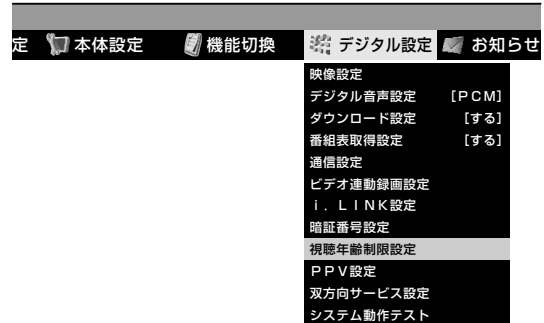 定 本体設定 機能切換 デジタル設定 お知らせ
映像設定
デジタル音声設定 [PCM]
ダウンロード設定 [する]
番組表取得設定 [する]
通信設定
ビデオ連動録画設定
i．LINK設定
暗証番号設定
視聴年齢制限設定
PPV設定
双方向サービス設定
システム動作テスト